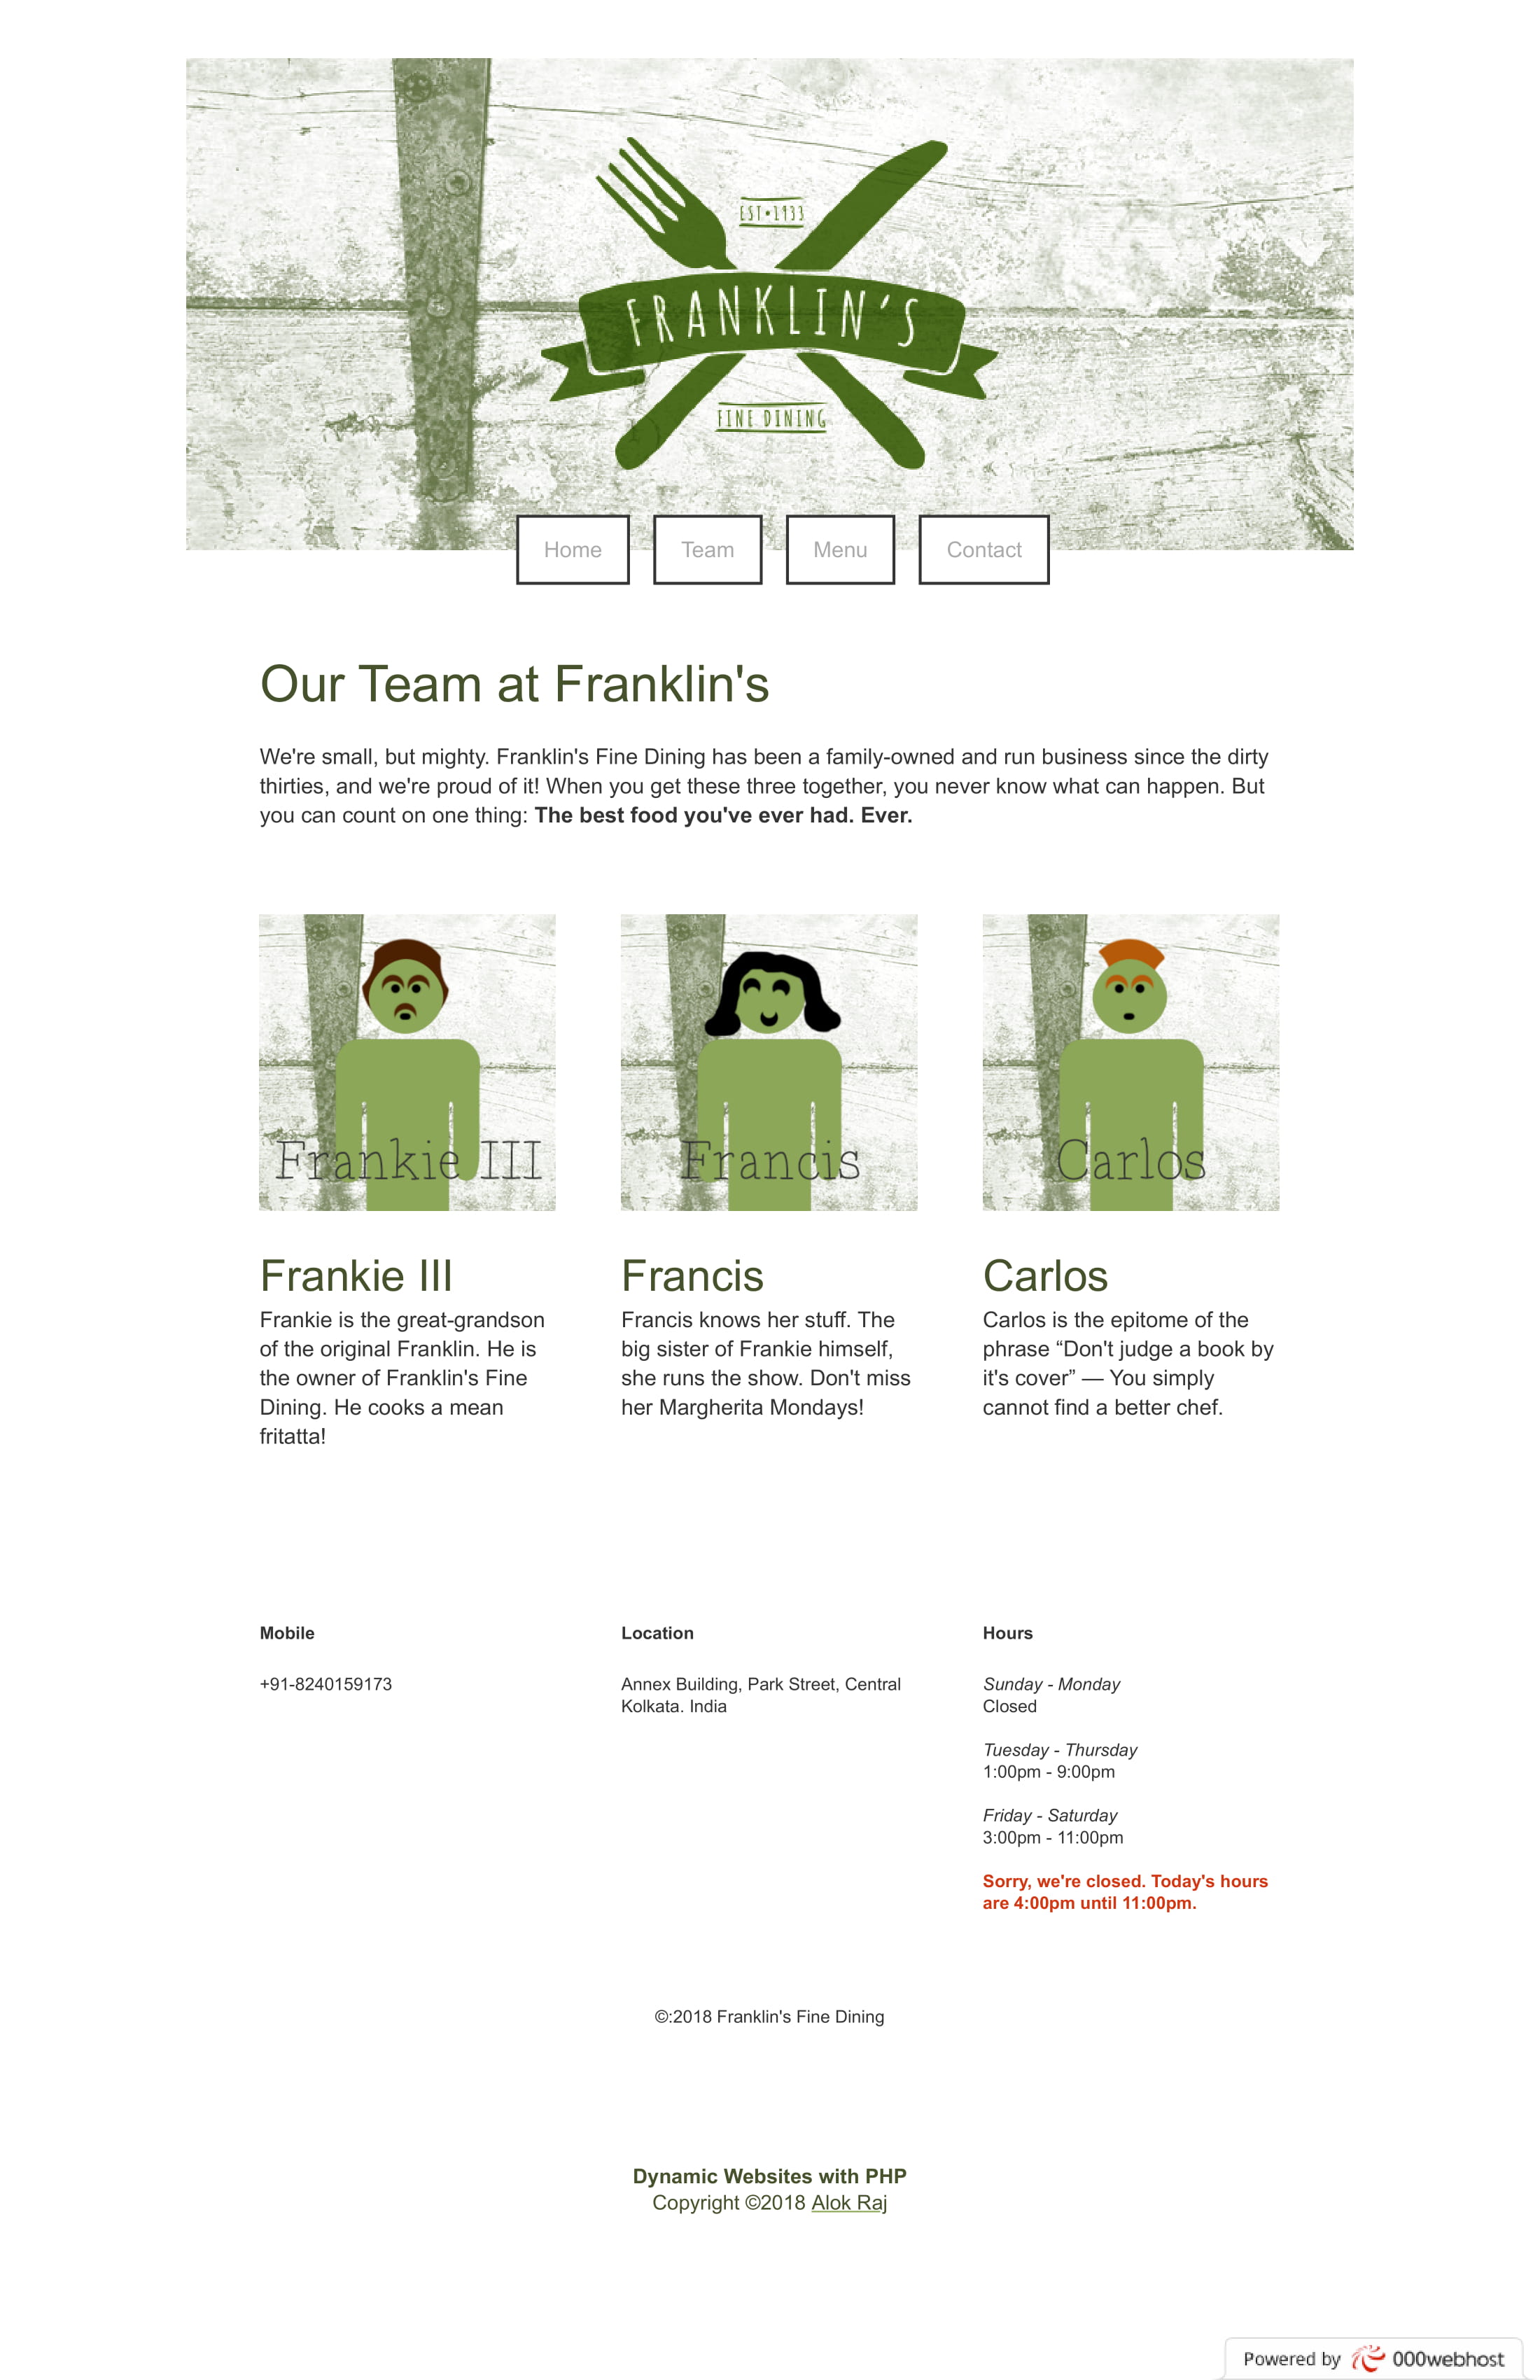 EST•1933
FRANKLIN'S
FINE DINING
Home
Team
Menu
Contact
Our Team at Franklin's
We're small, but mighty. Franklin's Fine Dining has been a family-owned and run business since the dirty
thirties, and we're proud of it! When you get these three together, you never know what can happen. But
you can count on one thing: The best food you've ever had. Ever.
Frankie III
Francis
Carlos
Frankie III
Frankie is the great-grandson
of the original Franklin. He is
the owner of Franklin's Fine
Dining. He cooks a mean
fritatta!
Francis
Francis knows her stuff. The
big sister of Frankie himself,
she runs the show. Don't miss
her Margherita Mondays!
Carlos
Carlos is the epitome of the
phrase “Don't judge a book by
it's cover” — You simply
cannot find a better chef.
Mobile
+91-8240159173
Location
Annex Building, Park Street, Central
Kolkata. India
Hours
Sunday - Monday
Closed
Tuesday - Thursday
1:00pm - 9:00pm
Friday - Saturday
3:00pm - 11:00pm
Sorry, we're closed. Today's hours
are 4:00pm until 11:00pm.
©:2018 Franklin's Fine Dining
Dynamic Websites with PHP
Copyright ©2018 Alok Raj
Powered by 000webhost